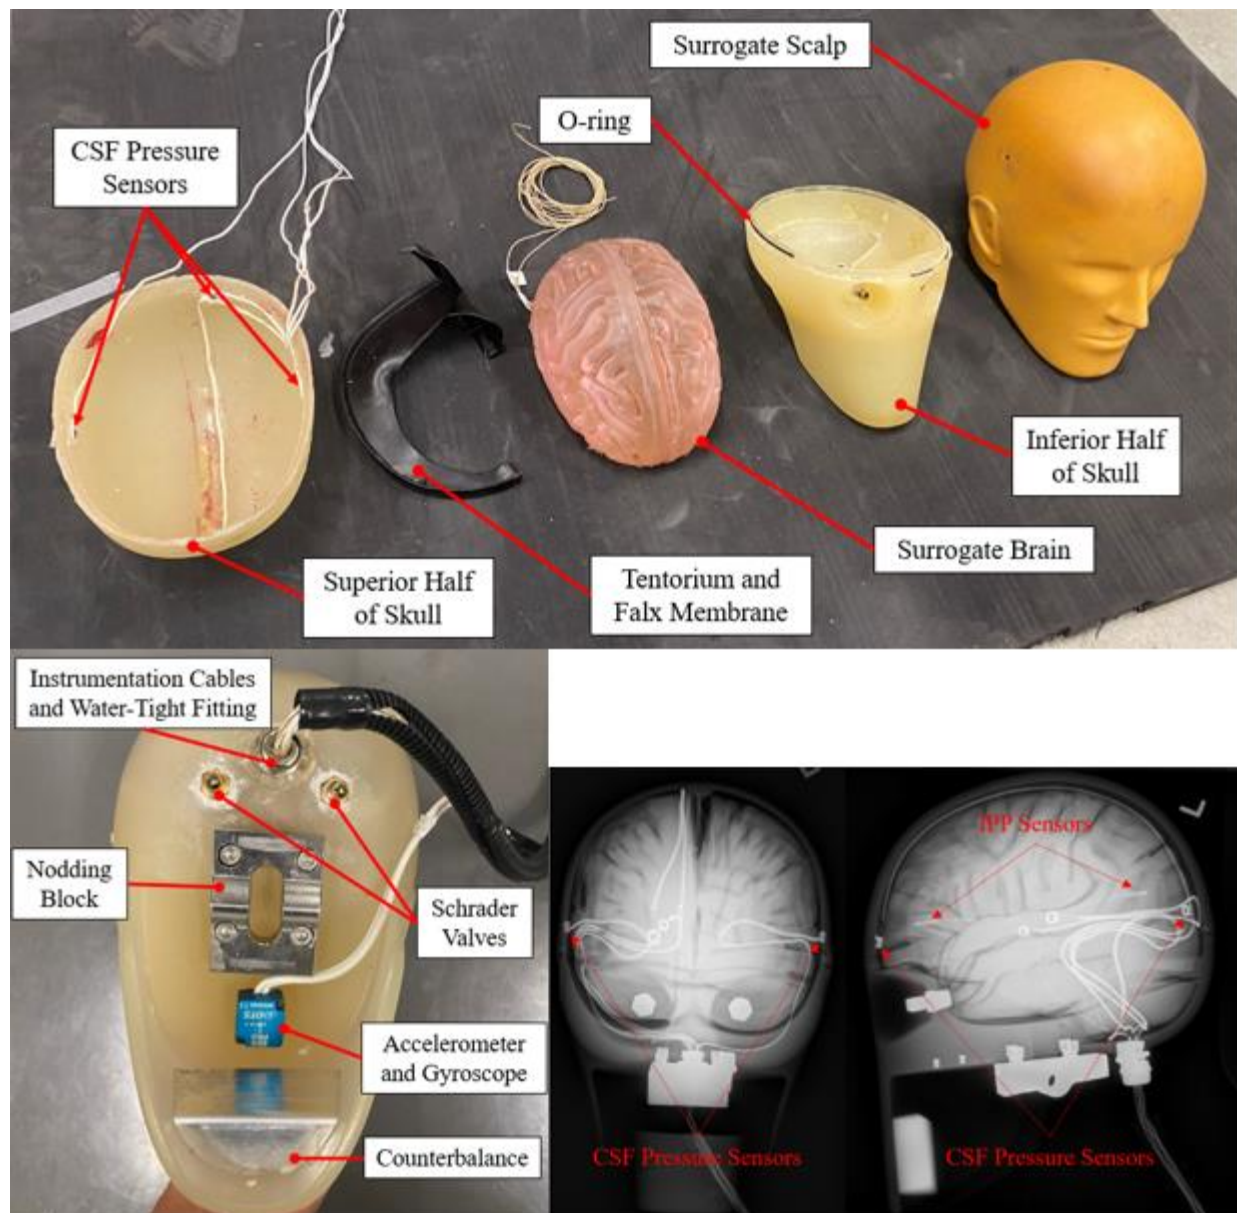 Surrogate Scalp
O-ring
CSF Pressure
Sensors
Inferior Half
of Skull
Surrogate Brain
Tentorium and
Falx Membrane
Superior Half
of Skull
Instrumentation Cables
and Water-Tight Fitting
Nodding
Block
Schrader
Valves
Accelerometer
and Gyroscope
Counterbalance
IPP Sensors
L
CSF Pressure Sensors
CSF Pressure Sensors